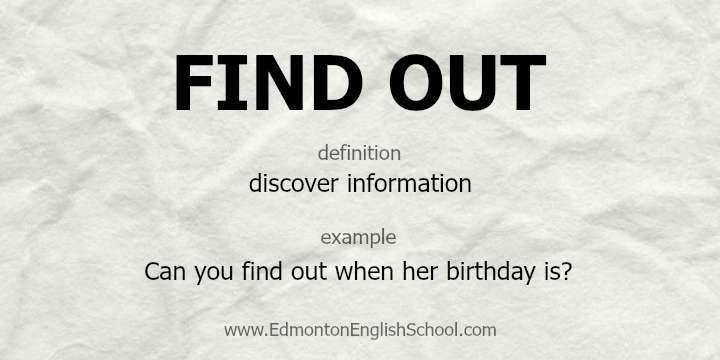 FIND OUT
definition
discover information
example
Can you find out when her birthday is?
www.EdmontonEnglishSchool.com